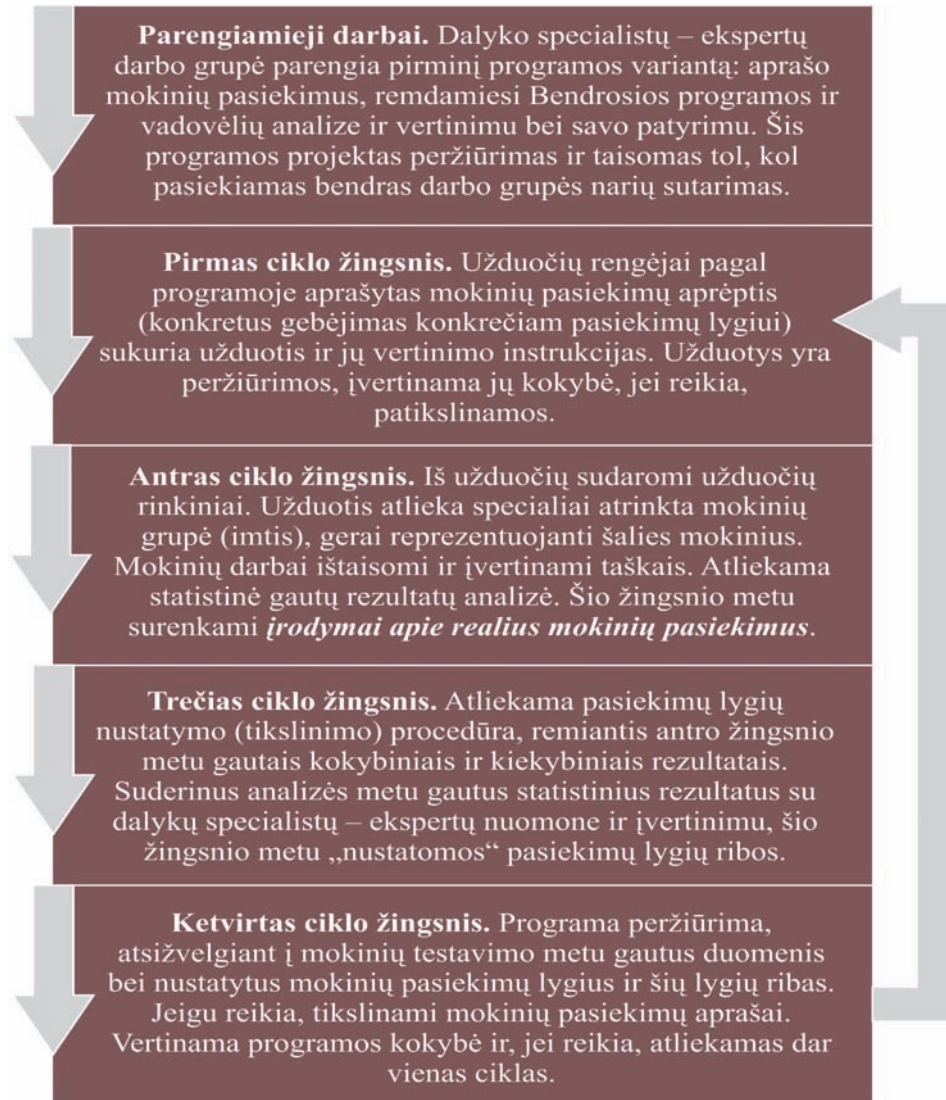 Parengiamieji darbai. Dalyko specialistų – ekspertų
darbo grupė parengia pirminį programos variantą: aprašo
mokinių pasiekimus, remdamiesi Bendrosios programos ir
vadovėlių analize ir vertinimu bei savo patyrimu. Šis
programos projektas peržiūrimas ir taisomas tol, kol
pasiekiamas bendras darbo grupės narių sutarimas.
Pirmas ciklo žingsnis. Užduočių rengėjai pagal
programoje aprašytas mokinių pasiekimų aprėptis
(konkretus gebėjimas konkrečiam pasiekimų lygiui)
sukuria užduotis ir jų vertinimo instrukcijas. Užduotys yra
peržiūrimos, įvertinama jų kokybė, jei reikia,
patikslinamos.
Antras ciklo žingsnis. Iš užduočių sudaromi užduočių
rinkiniai. Užduotis atlieka specialiai atrinkta mokinių
grupė (imtis), gerai reprezentuojanti šalies mokinius.
Mokinių darbai ištaisomi ir įvertinami taškais. Atliekama
statistinė gautų rezultatų analizė. Šio žingsnio metu
surenkami įrodymai apie realius mokinių pasiekimus.
Trečias ciklo žingsnis. Atliekama pasiekimų lygių
nustatymo (tikslinimo) procedūra, remiantis antro žingsnio
metu gautais kokybiniais ir kiekybiniais rezultatais.
Suderinus analizės metu gautus statistinius rezultatus su
dalykų specialistų – ekspertų nuomone ir įvertinimu, šio
žingsnio metu „nustatomos“ pasiekimų lygių ribos.
Ketvirtas ciklo žingsnis. Programa peržiūrima,
atsižvelgiant į mokinių testavimo metu gautus duomenis
bei nustatytus mokinių pasiekimų lygius ir šių lygių ribas.
Jeigu reikia, tikslinami mokinių pasiekimų aprašai.
Vertinama programos kokybė ir, jei reikia, atliekamas dar
vienas ciklas.